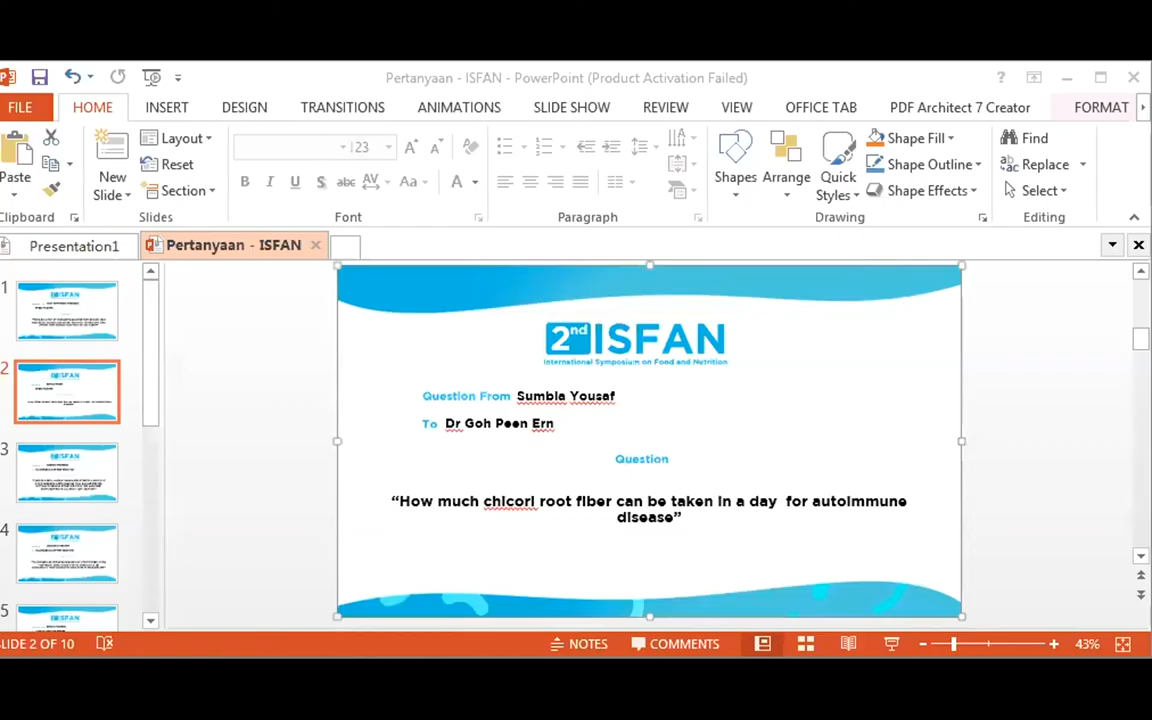 Pertanyaan - ISFAN - PowerPoint (Product Activation Failed)
FILE HOME INSERT DESIGN TRANSITIONS ANIMATIONS SLIDE SHOW REVIEW VIEW OFFICE TAB PDF Architect 7 Creator FORMAT
Paste
Clipboard
New
Slide
Layout
Reset
Section
Slides
23
B I U S abc AV Aa A
Font
Paragraph
Shapes
Arrange
Quick
Styles
Shape Fill
Shape Outline
Shape Effects
Drawing
Find
Replace
Select
Editing
Presentation1
Pertanyaan - ISFAN
1
2
3
4
5
2nd ISFAN
International Symposium on Food and Nutrition
Question From Sumbla Yousaf
To Dr Goh Peen Ern
Question
“How much chicori root fiber can be taken in a day for autoimmune
disease”
SLIDE 2 OF 10
NOTES
COMMENTS
43%